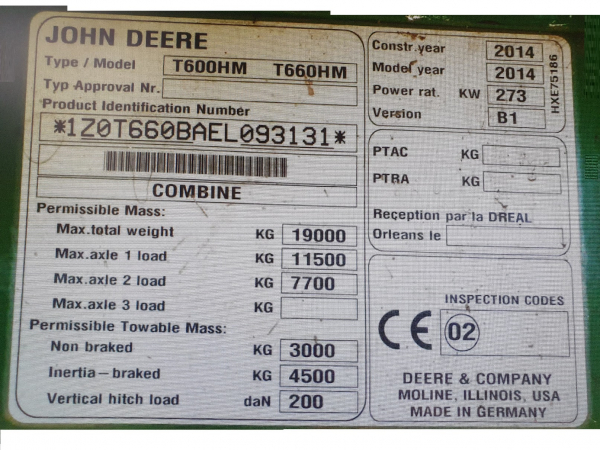 JOHN DEERE
Type / Model T600HM T660HM
Typ Approval Nr.
Product Identification Number
*1Z0T660BAEL093131*
COMBINE
Permissible Mass:
Max.total weight KG 19000
Max.axle 1 load KG 11500
Max.axle 2 load KG 7700
Max.axle 3 load KG
Permissible Towable Mass:
Non braked KG 3000
Inertia – braked KG 4500
Vertical hitch load daN 200
Constr.year 2014
Model year 2014
Power rat. KW 273
Version B1
HXE75186
PTAC KG
PTRA KG
Reception par la DREAL
Orleans le
INSPECTION CODES
CE 02
DEERE & COMPANY
MOLINE, ILLINOIS, USA
MADE IN GERMANY